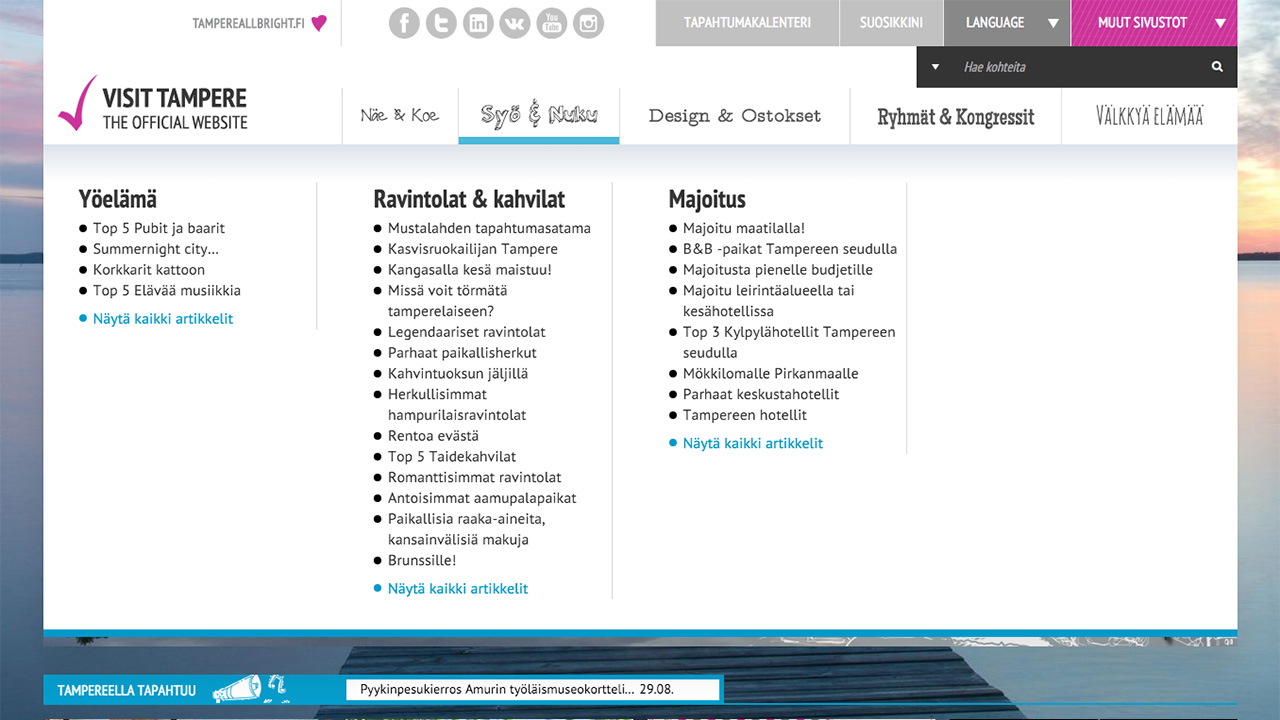 TAMPEREALLBRIGHT.FI
You Tube
TAPAHTUMAKALENTERI
SUOSIKKINI
LANGUAGE
MUUT SIVUSTOT
Hae kohteita
VISIT TAMPERE
THE OFFICIAL WEBSITE
Näe & Koe
Syö & Nuku
Design & Ostokset
Ryhmät & Kongressit
VÄLKKYÄ ELÄMÄÄ
Yöelämä
Top 5 Pubit ja baarit
Summernight city...
Korkkarit kattoon
Top 5 Elävää musiikkia
Näytä kaikki artikkelit
Ravintolat & kahvilat
Mustalahden tapahtumasatama
Kasvisruokailijan Tampere
Kangasalla kesä maistuu!
Missä voit törmätä
tamperelaiseen?
Legendaariset ravintolat
Parhaat paikallisherkut
Kahvintuoksun jäljillä
Herkullisimmat
hampurilaisravintolat
Rentoa evästä
Top 5 Taidekahvilat
Romanttisimmat ravintolat
Antoisimmat aamupalapaikat
Paikallisia raaka-aineita,
kansainvälisiä makuja
Brunssille!
Näytä kaikki artikkelit
Majoitus
Majoitu maatilalla!
B&B -paikat Tampereen seudulla
Majoitusta pienelle budjetille
Majoitu leirintäalueella tai
kesähotellissa
Top 3 Kylpylähotellit Tampereen
seudulla
Mökkilomalle Pirkanmaalle
Parhaat keskustahotellit
Tampereen hotellit
Näytä kaikki artikkelit
TAMPEREELLA TAPAHTUU
Pyykinpesukierros Amurin työläismuseokortteli... 29.08.